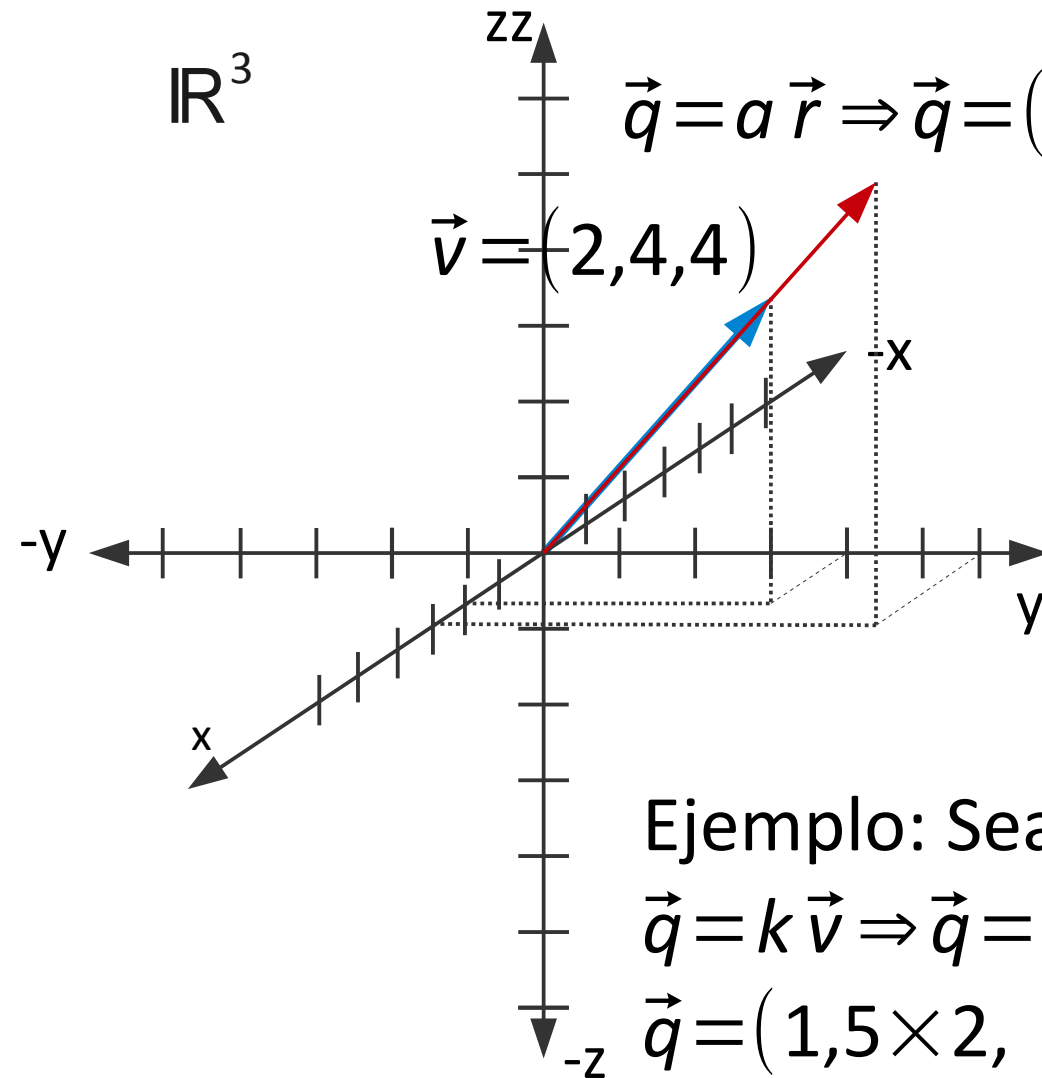 zz
ℝ³
q⃗ = a r⃗ ⇒ q⃗ = (
v⃗ = (2,4,4)
-x
-y
y
x
Ejemplo: Sea
q⃗ = k v⃗ ⇒ q⃗ =
q⃗ = (1,5×2,
-z